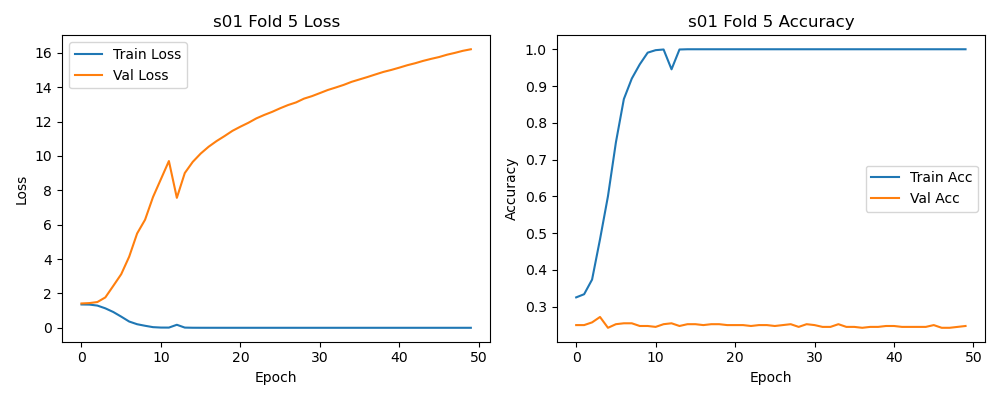 s01 Fold 5 Loss
Train Loss
Val Loss
16
14
12
10
8
6
4
2
0
Loss
0 10 20 30 40 50
Epoch
s01 Fold 5 Accuracy
1.0
0.9
0.8
0.7
0.6
0.5
0.4
0.3
Accuracy
Train Acc
Val Acc
0 10 20 30 40 50
Epoch